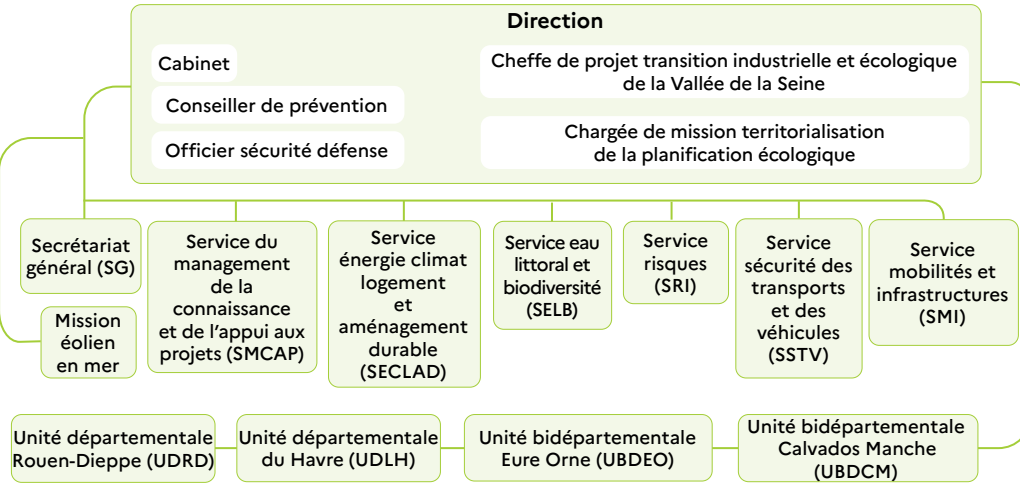 Direction
Cabinet
Conseiller de prévention
Officier sécurité défense
Cheffe de projet transition industrielle et écologique
de la Vallée de la Seine
Chargée de mission territorialisation
de la planification écologique
Secrétariat
général (SG)
Mission
éolien
en mer
Service du
management
de la
connaissance
et de l'appui aux
projets (SMCAP)
Service
énergie climat
logement
et
aménagement
durable
(SECLAD)
Service eau
littoral et
biodiversité
(SELB)
Service
risques
(SRI)
Service
sécurité des
transports
et des
véhicules
(SSTV)
Service
mobilités et
infrastructures
(SMI)
Unité départementale
Rouen-Dieppe (UDRD)
Unité départementale
du Havre (UDLH)
Unité bidépartementale
Eure Orne (UBDEO)
Unité bidépartementale
Calvados Manche
(UBDCM)